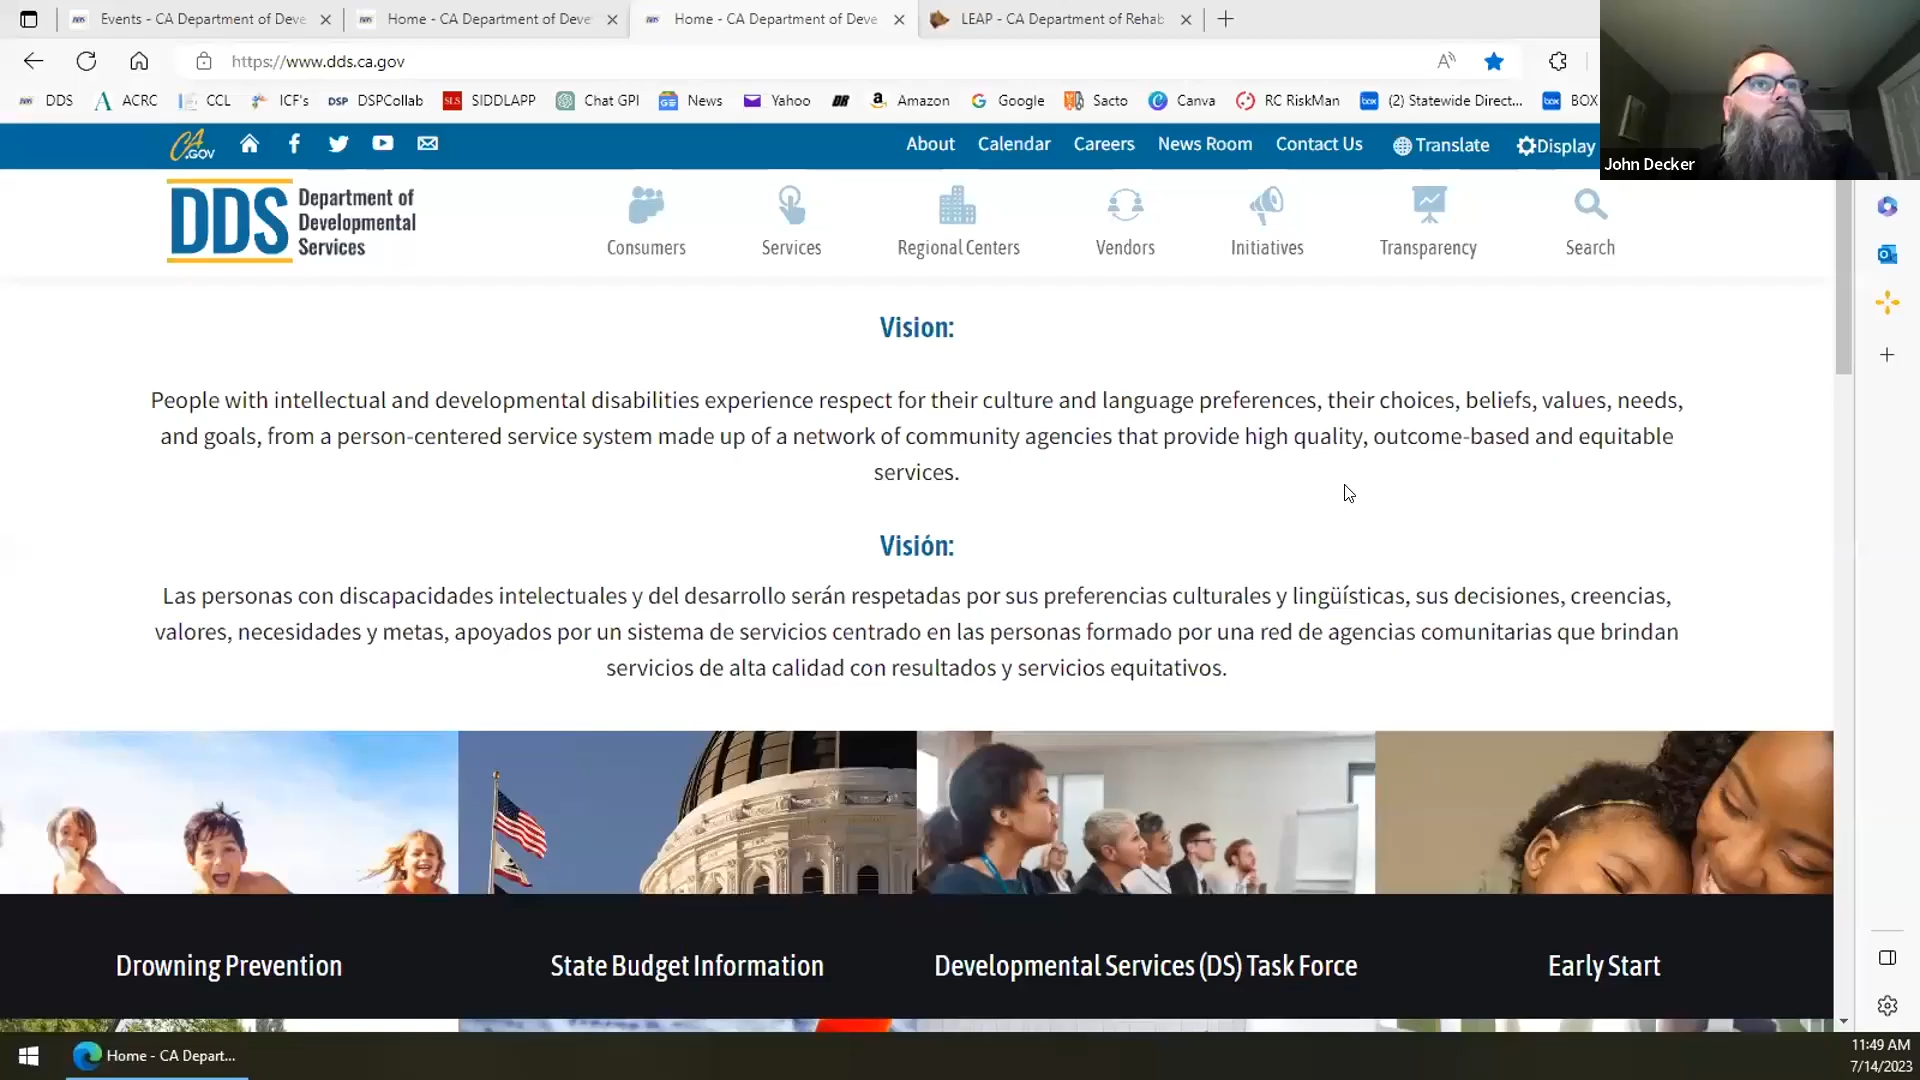 Events - CA Department of Deve
Home - CA Department of Deve
Home - CA Department of Deve
LEAP - CA Department of Rehab
https://www.dds.ca.gov
DDS
ACRC
CCL
ICF's
DSP DSPCollab
SLS SIDDLAPP
Chat GPI
News
Yahoo
DR
Amazon
Google
Sacto
Canva
RC RiskMan
box (2) Statewide Direct...
box BOX
John Decker
CA.GOV
About
Calendar
Careers
News Room
Contact Us
Translate
Display
DDS
Department of
Developmental
Services
Consumers
Services
Regional Centers
Vendors
Initiatives
Transparency
Search
Vision:
People with intellectual and developmental disabilities experience respect for their culture and language preferences, their choices, beliefs, values, needs,
and goals, from a person-centered service system made up of a network of community agencies that provide high quality, outcome-based and equitable
services.
Visión:
Las personas con discapacidades intelectuales y del desarrollo serán respetadas por sus preferencias culturales y lingüísticas, sus decisiones, creencias,
valores, necesidades y metas, apoyados por un sistema de servicios centrado en las personas formado por una red de agencias comunitarias que brindan
servicios de alta calidad con resultados y servicios equitativos.
Drowning Prevention
State Budget Information
Developmental Services (DS) Task Force
Early Start
Home - CA Depart...
11:49 AM
7/14/2023